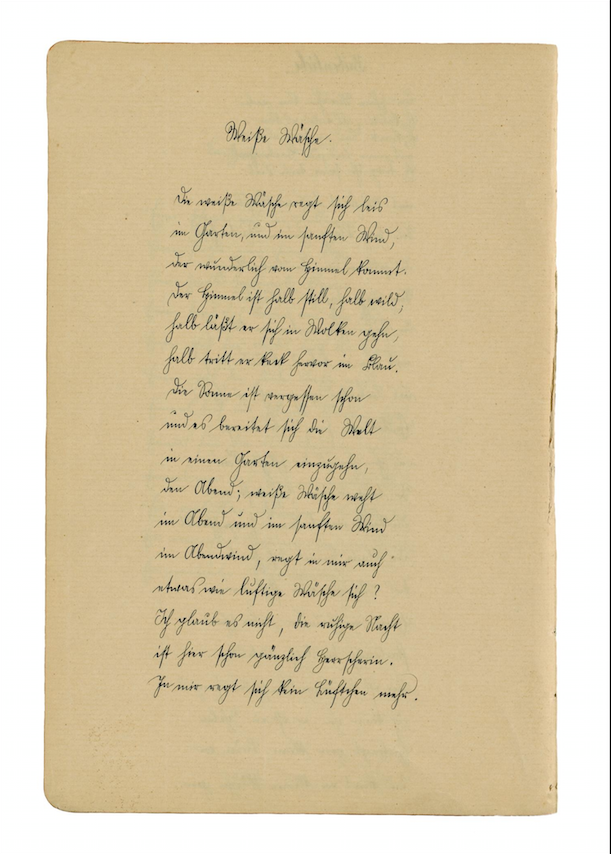 Weiße Wäsche.
Die weiße Wäsche regt sich leis
im Garten, und im sanften Wind,
der wunderlich vom Himmel kommt.
Der Himmel ist halb still, halb wild,
halb läßt er sich in Wolken gehn,
halb tritt er keck hervor im Blau.
Die Sonne ist vergessen schon
und es bereitet sich die Welt
in einen Garten einzugehn,
den Abend; weiße Wäsche weht
im Abend und im sanften Wind
im Abendwind, regt in mir auch
etwas wie luftige Wäsche sich?
Ich glaub es nicht, die ruhige Nacht
ist hier schon gänzlich Herrscherin.
In mir regt sich kein Lüftchen mehr.